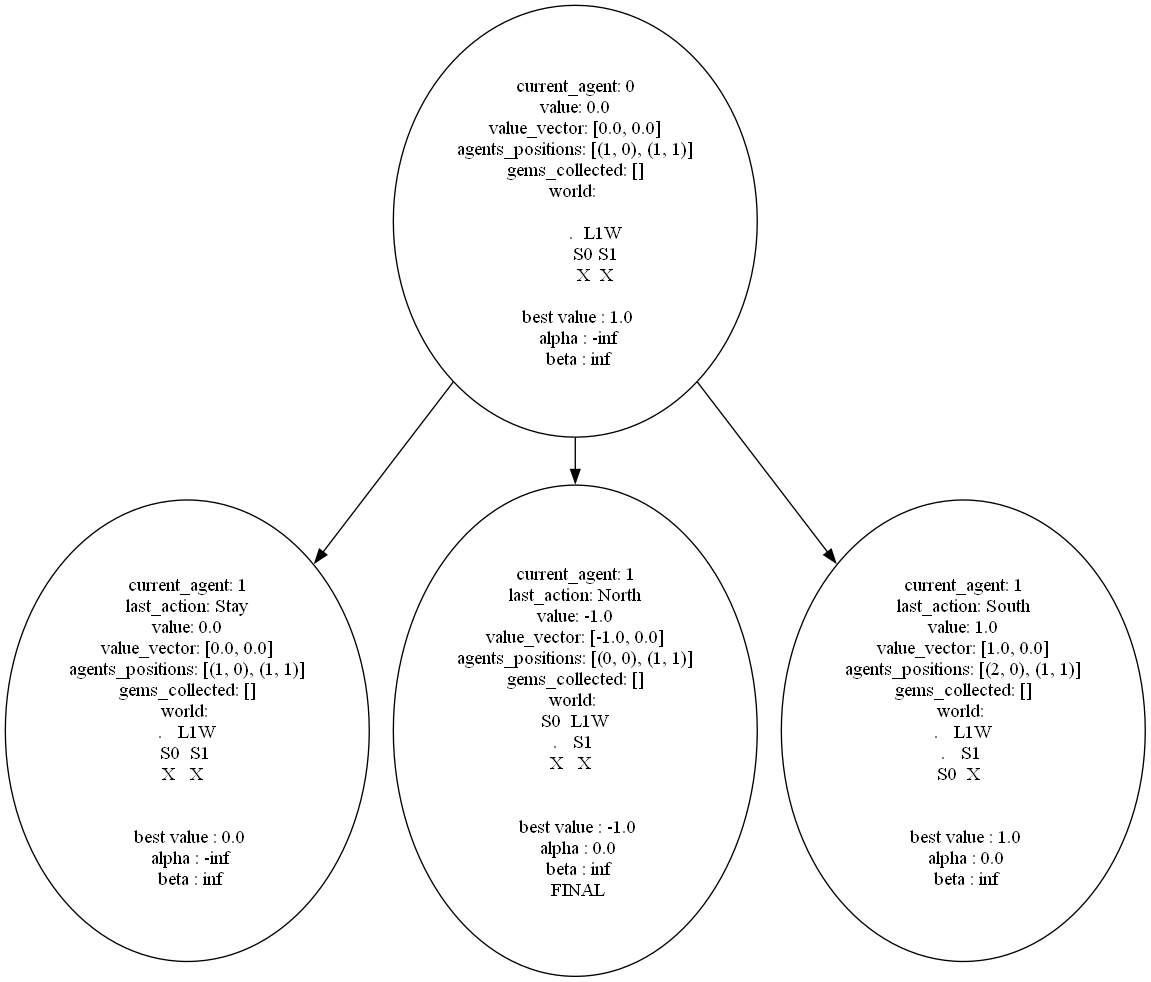 current_agent: 0
value: 0.0
value_vector: [0.0, 0.0]
agents_positions: [(1, 0), (1, 1)]
gems_collected: []
world:
. L1W
S0 S1
X X
best value : 1.0
alpha : -inf
beta : inf
current_agent: 1
last_action: Stay
value: 0.0
value_vector: [0.0, 0.0]
agents_positions: [(1, 0), (1, 1)]
gems_collected: []
world:
. L1W
S0 S1
X X
best value : 0.0
alpha : -inf
beta : inf
current_agent: 1
last_action: North
value: -1.0
value_vector: [-1.0, 0.0]
agents_positions: [(0, 0), (1, 1)]
gems_collected: []
world:
S0 L1W
. S1
X X
best value : -1.0
alpha : 0.0
beta : inf
FINAL
current_agent: 1
last_action: South
value: 1.0
value_vector: [1.0, 0.0]
agents_positions: [(2, 0), (1, 1)]
gems_collected: []
world:
. L1W
. S1
S0 X
best value : 1.0
alpha : 0.0
beta : inf